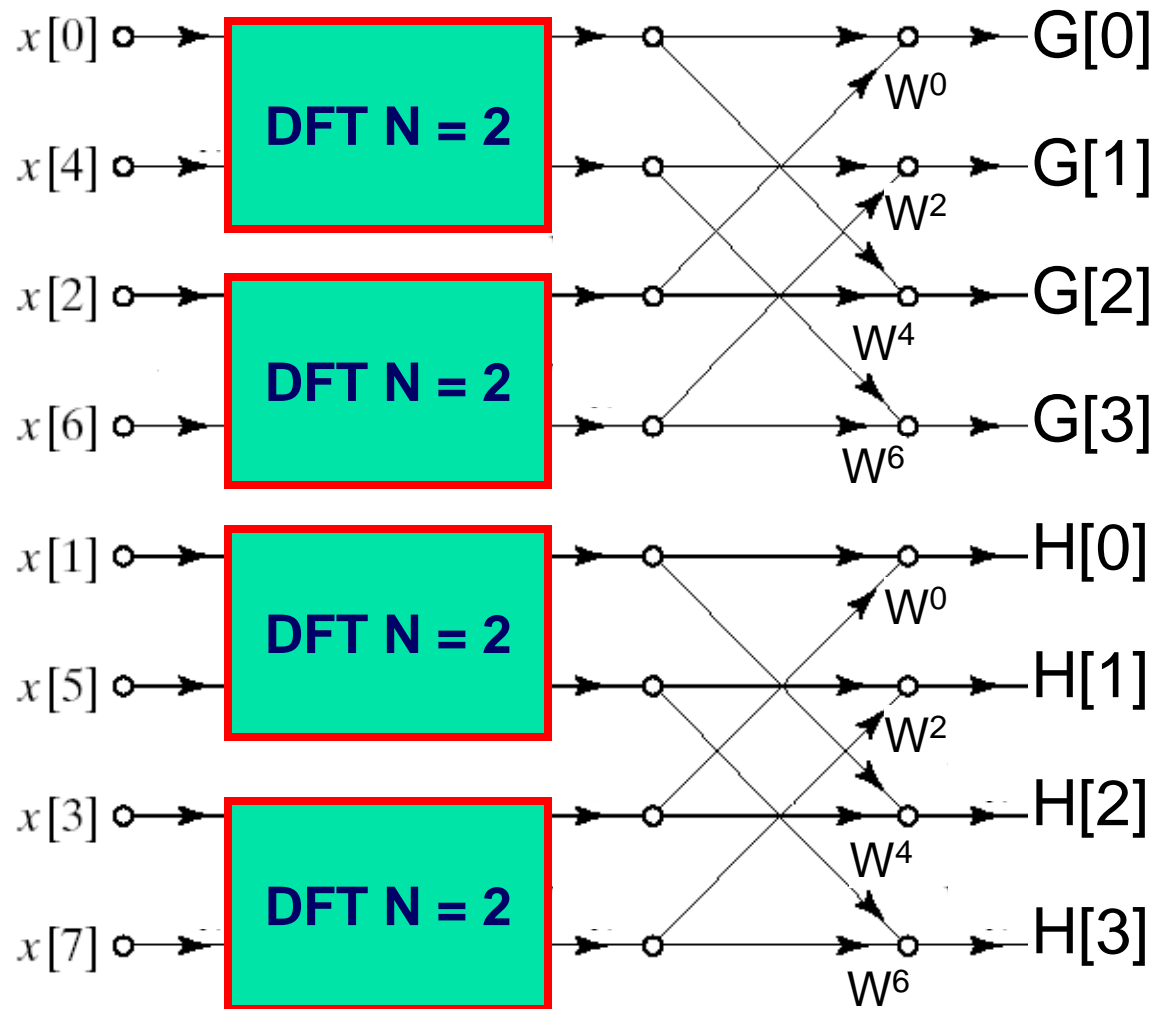 x[0] G[0]
W⁰
DFT N = 2
x[4] G[1]
W²
x[2] G[2]
W⁴
DFT N = 2
x[6] G[3]
W⁶
x[1] H[0]
W⁰
DFT N = 2
x[5] H[1]
W²
x[3] H[2]
W⁴
DFT N = 2
x[7] H[3]
W⁶